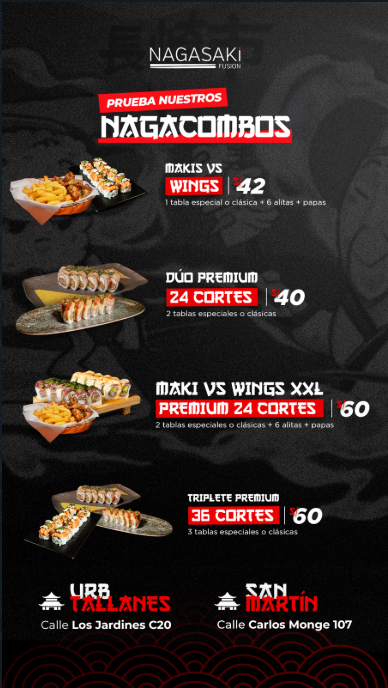 NAGASAKi
FUSION
PRUEBA NUESTROS
NAGACOMBOS
MAKIS VS
WINGS | S/42
1 tabla especial o clásica + 6 alitas + papas
DÚO PREMIUM
24 CORTES | S/40
2 tablas especiales o clásicas
MAKI VS WINGS XXL
PREMIUM 24 CORTES | S/60
2 tablas especiales o clásicas + 6 alitas + papas
TRIPLETE PREMIUM
36 CORTES | S/60
3 tablas especiales o clásicas
URB
TALLANES
Calle Los Jardines C20
SAN
MARTÍN
Calle Carlos Monge 107